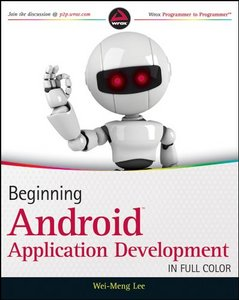 Join the discussion @ p2p.wrox.com
wrox
Wrox Programmer to Programmer™
Beginning
Android™
Application Development
IN FULL COLOR
Wei-Meng Lee